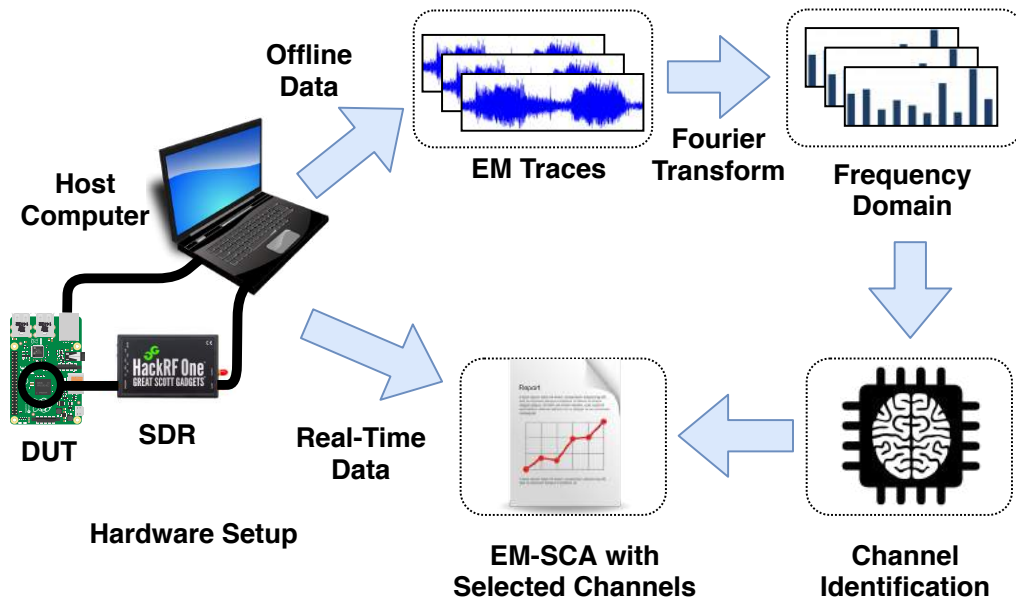 Offline
Data
EM Traces
Fourier
Transform
Frequency
Domain
Host
Computer
HackRF One
GREAT SCOTT GADGETS
DUT
SDR
Real-Time
Data
Report
Hardware Setup
EM-SCA with
Selected Channels
Channel
Identification